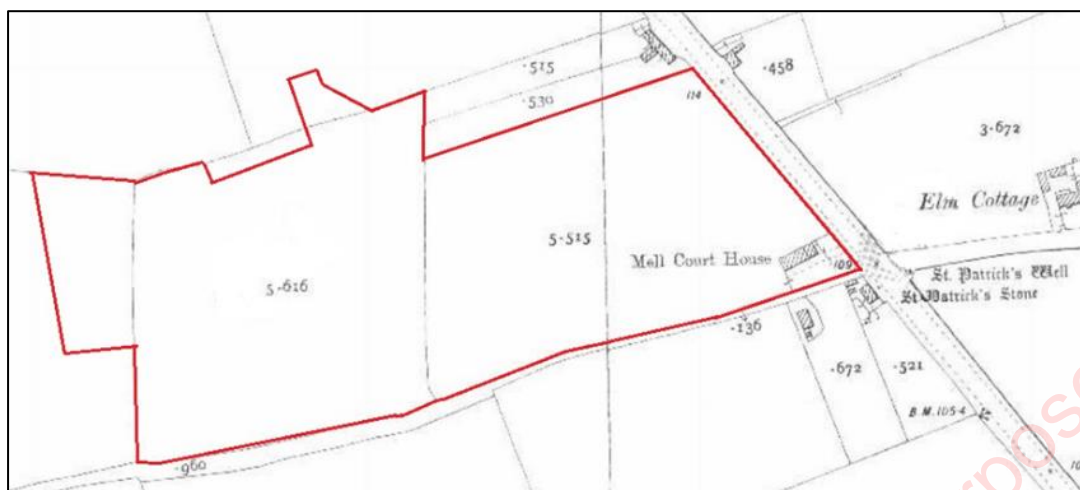 ·515
·530
114
·458
3·672
Elm Cottage
5·515
Mell Court House
109
St. Patrick's Well
St. Patrick's Stone
5·616
·136
·672
·521
B.M. 105·4
·960